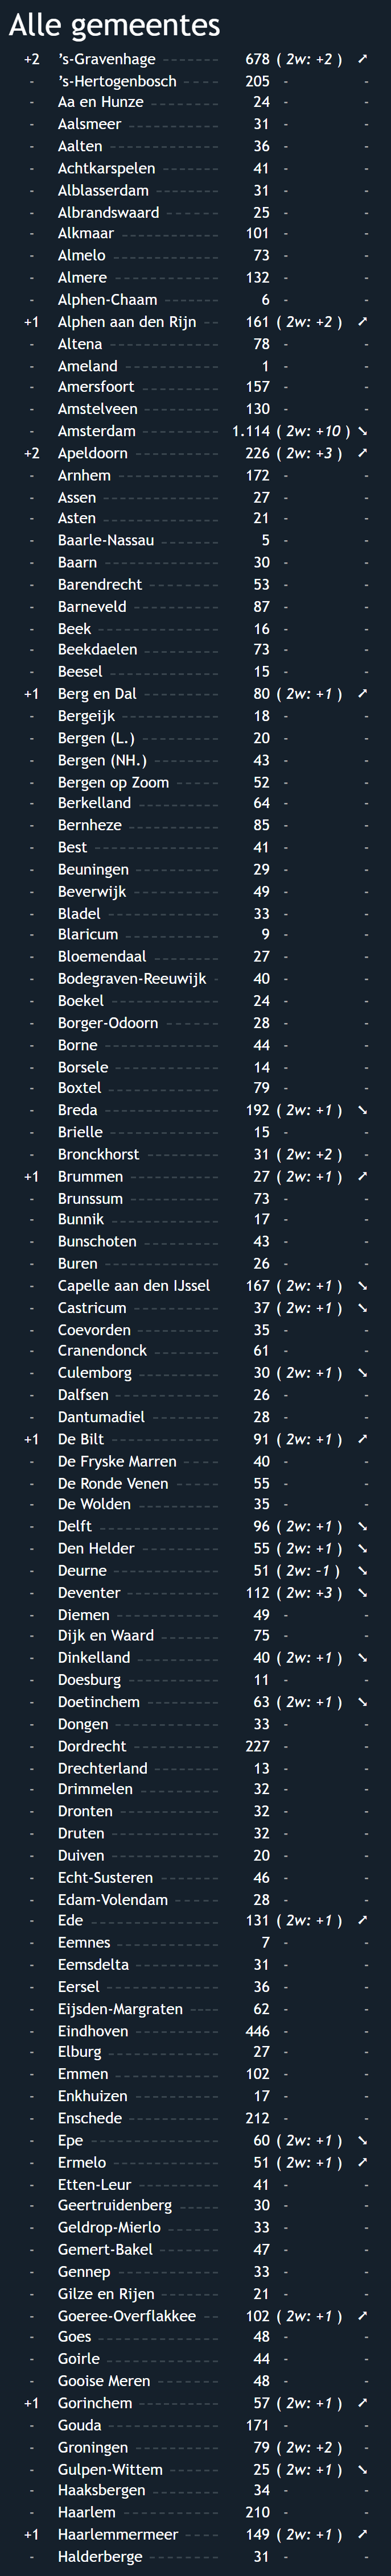 Alle gemeentes
+2 ’s-Gravenhage 678 ( 2w: +2 ) ➚
- ’s-Hertogenbosch 205 - -
- Aa en Hunze 24 - -
- Aalsmeer 31 - -
- Aalten 36 - -
- Achtkarspelen 41 - -
- Alblasserdam 31 - -
- Albrandswaard 25 - -
- Alkmaar 101 - -
- Almelo 73 - -
- Almere 132 - -
- Alphen-Chaam 6 - -
+1 Alphen aan den Rijn 161 ( 2w: +2 ) ➚
- Altena 78 - -
- Ameland 1 - -
- Amersfoort 157 - -
- Amstelveen 130 - -
- Amsterdam 1.114 ( 2w: +10 ) ➘
+2 Apeldoorn 226 ( 2w: +3 ) ➚
- Arnhem 172 - -
- Assen 27 - -
- Asten 21 - -
- Baarle-Nassau 5 - -
- Baarn 30 - -
- Barendrecht 53 - -
- Barneveld 87 - -
- Beek 16 - -
- Beekdaelen 73 - -
- Beesel 15 - -
+1 Berg en Dal 80 ( 2w: +1 ) ➚
- Bergeijk 18 - -
- Bergen (L.) 20 - -
- Bergen (NH.) 43 - -
- Bergen op Zoom 52 - -
- Berkelland 64 - -
- Bernheze 85 - -
- Best 41 - -
- Beuningen 29 - -
- Beverwijk 49 - -
- Bladel 33 - -
- Blaricum 9 - -
- Bloemendaal 27 - -
- Bodegraven-Reeuwijk 40 - -
- Boekel 24 - -
- Borger-Odoorn 28 - -
- Borne 44 - -
- Borsele 14 - -
- Boxtel 79 - -
- Breda 192 ( 2w: +1 ) ➘
- Brielle 15 - -
- Bronckhorst 31 ( 2w: +2 ) -
+1 Brummen 27 ( 2w: +1 ) ➚
- Brunssum 73 - -
- Bunnik 17 - -
- Bunschoten 43 - -
- Buren 26 - -
- Capelle aan den IJssel 167 ( 2w: +1 ) ➘
- Castricum 37 ( 2w: +1 ) ➘
- Coevorden 35 - -
- Cranendonck 61 - -
- Culemborg 30 ( 2w: +1 ) ➘
- Dalfsen 26 - -
- Dantumadiel 28 - -
+1 De Bilt 91 ( 2w: +1 ) ➚
- De Fryske Marren 40 - -
- De Ronde Venen 55 - -
- De Wolden 35 - -
- Delft 96 ( 2w: +1 ) ➘
- Den Helder 55 ( 2w: +1 ) ➘
- Deurne 51 ( 2w: -1 ) ➘
- Deventer 112 ( 2w: +3 ) ➘
- Diemen 49 - -
- Dijk en Waard 75 - -
- Dinkelland 40 ( 2w: +1 ) ➘
- Doesburg 11 - -
- Doetinchem 63 ( 2w: +1 ) ➘
- Dongen 33 - -
- Dordrecht 227 - -
- Drechterland 13 - -
- Drimmelen 32 - -
- Dronten 32 - -
- Druten 32 - -
- Duiven 20 - -
- Echt-Susteren 46 - -
- Edam-Volendam 28 - -
- Ede 131 ( 2w: +1 ) ➚
- Eemnes 7 - -
- Eemsdelta 31 - -
- Eersel 36 - -
- Eijsden-Margraten 62 - -
- Eindhoven 446 - -
- Elburg 27 - -
- Emmen 102 - -
- Enkhuizen 17 - -
- Enschede 212 - -
- Epe 60 ( 2w: +1 ) ➘
- Ermelo 51 ( 2w: +1 ) ➚
- Etten-Leur 41 - -
- Geertruidenberg 30 - -
- Geldrop-Mierlo 33 - -
- Gemert-Bakel 47 - -
- Gennep 33 - -
- Gilze en Rijen 21 - -
- Goeree-Overflakkee 102 ( 2w: +1 ) ➚
- Goes 48 - -
- Goirle 44 - -
- Gooise Meren 48 - -
+1 Gorinchem 57 ( 2w: +1 ) ➚
- Gouda 171 - -
- Groningen 79 ( 2w: +2 ) -
- Gulpen-Wittem 25 ( 2w: +1 ) ➘
- Haaksbergen 34 - -
- Haarlem 210 - -
+1 Haarlemmermeer 149 ( 2w: +1 ) ➚
- Halderberge 31 - -